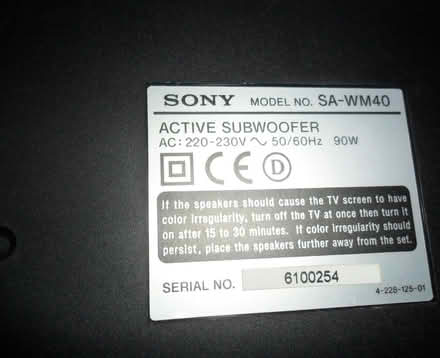 SONY MODEL NO. SA-WM40
ACTIVE SUBWOOFER
AC: 220-230V ~ 50/60Hz 90W
CE D
If the speakers should cause the TV screen to have
color irregularity, turn off the TV at once then turn it
on after 15 to 30 minutes. If color irregularity should
persist, place the speakers further away from the set.
SERIAL NO. 6100254
4-228-125-01